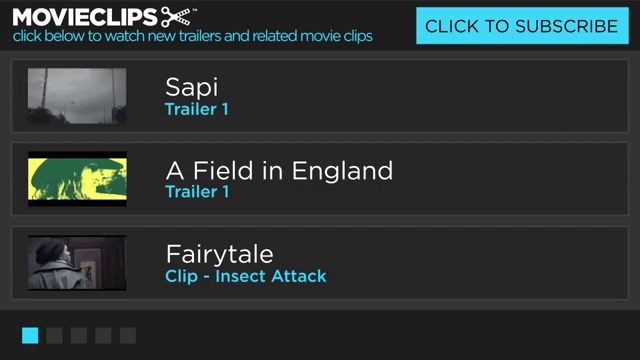 MOVIECLIPS™
click below to watch new trailers and related movie clips
CLICK TO SUBSCRIBE
Sapi
Trailer 1
A Field in England
Trailer 1
Fairytale
Clip - Insect Attack